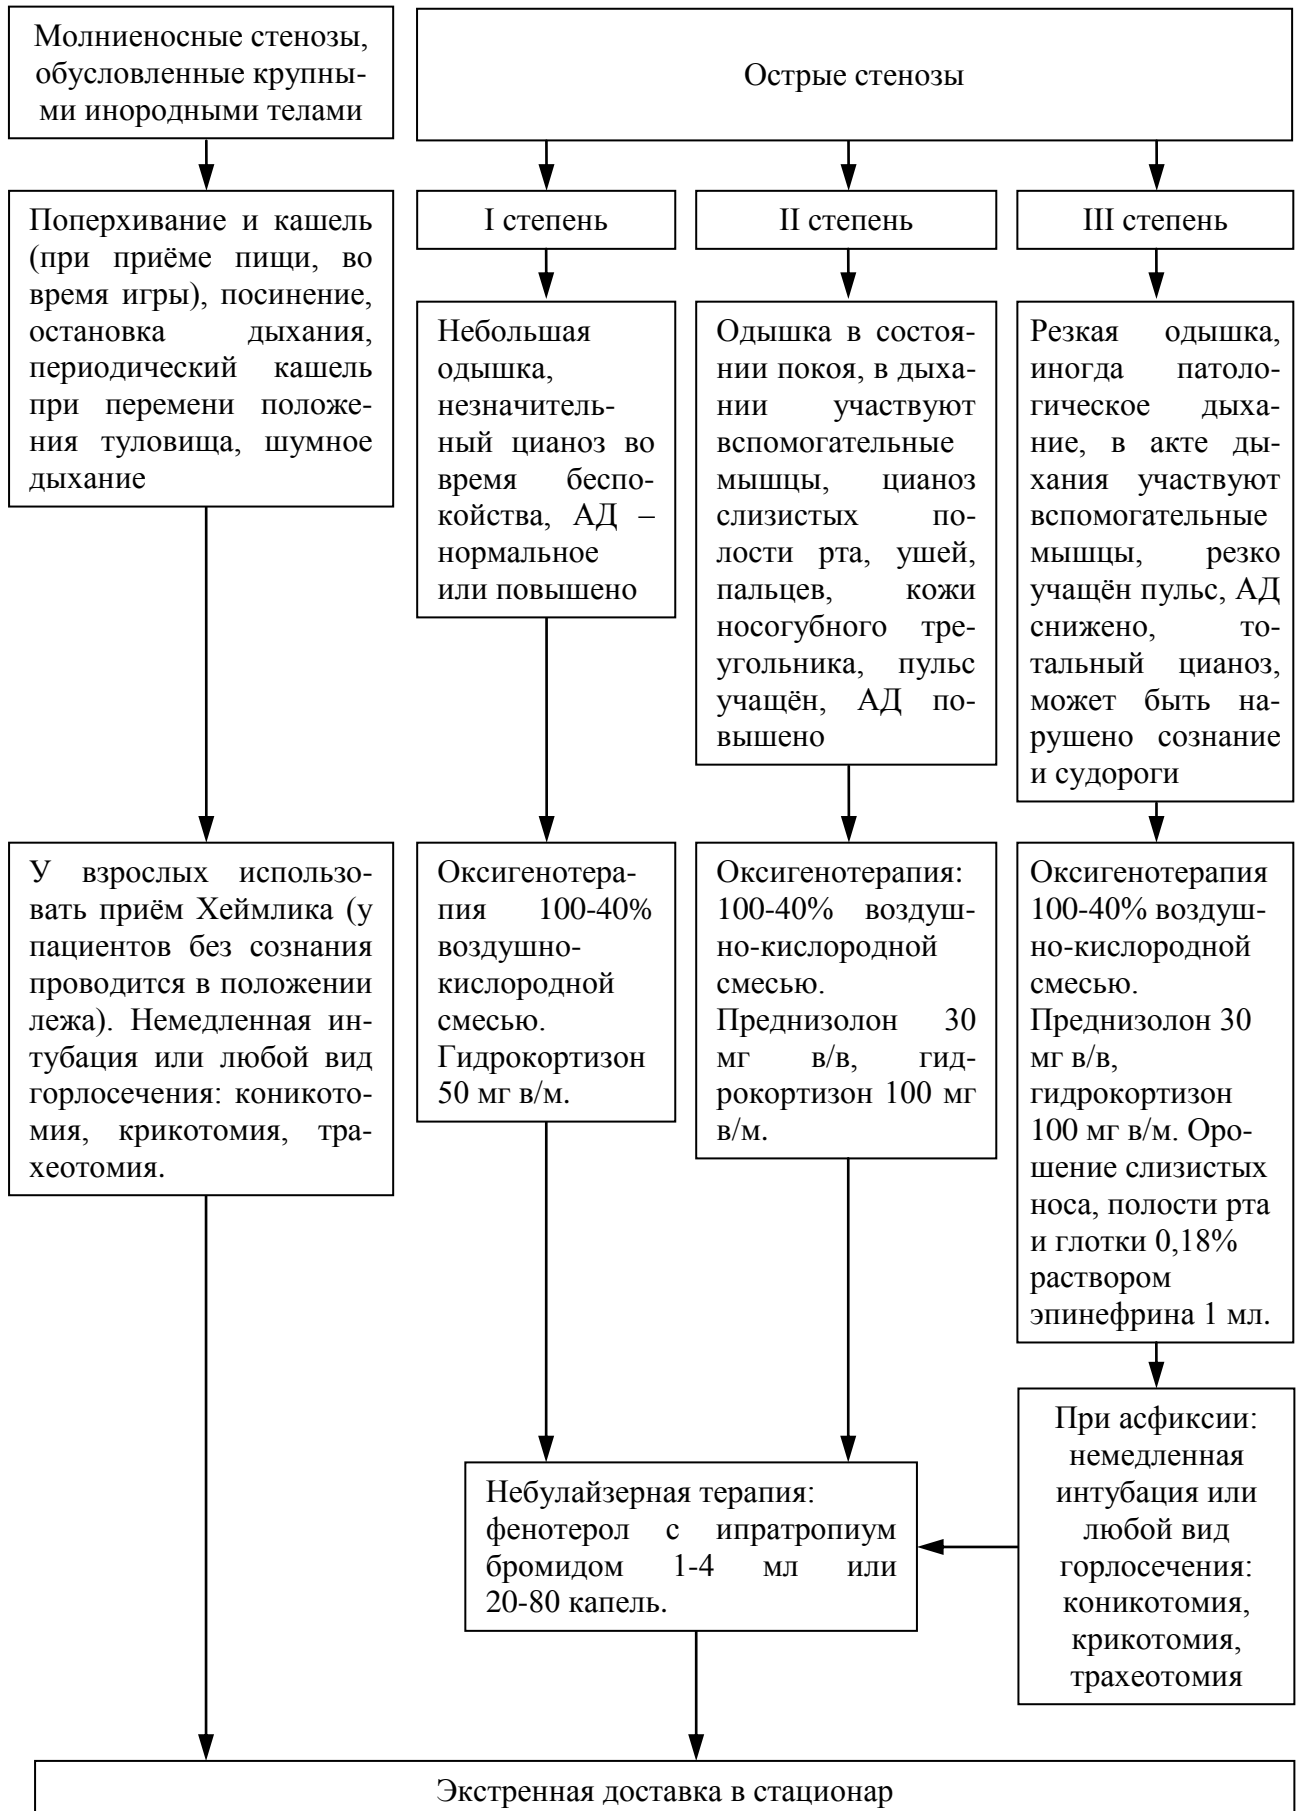 Молниеносные стенозы,
обусловленные крупны-
ми инородными телами
Острые стенозы
Поперхивание и кашель
(при приёме пищи, во
время игры), посинение,
остановка дыхания,
периодический кашель
при перемени положе-
ния туловища, шумное
дыхание
I степень
II степень
III степень
Небольшая
одышка,
незначитель-
ный цианоз во
время беспо-
койства, АД –
нормальное
или повышено
Одышка в состоя-
нии покоя, в дыха-
нии участвуют
вспомогательные
мышцы, цианоз
слизистых по-
лости рта, ушей,
пальцев, кожи
носогубного тре-
угольника, пульс
учащён, АД по-
вышено
Резкая одышка,
иногда патоло-
гическое дыха-
ние, в акте ды-
хания участвуют
вспомогательные
мышцы, резко
учащён пульс, АД
снижено, то-
тальный цианоз,
может быть на-
рушено сознание
и судороги
У взрослых использо-
вать приём Хеймлика (у
пациентов без сознания
проводится в положении
лежа). Немедленная ин-
тубация или любой вид
горлосечения: коникото-
мия, крикотомия, тра-
хеотомия.
Оксигенотера-
пия 100-40%
воздушно-
кислородной
смесью.
Гидрокортизон
50 мг в/м.
Оксигенотерапия:
100-40% воздуш-
но-кислородной
смесью.
Преднизолон 30
мг в/в, гид-
рокортизон 100 мг
в/м.
Оксигенотерапия
100-40% воздуш-
но-кислородной
смесью.
Преднизолон 30
мг в/в,
гидрокортизон
100 мг в/м. Оро-
шение слизистых
носа, полости рта
и глотки 0,18%
раствором
эпинефрина 1 мл.
При асфиксии:
немедленная
интубация или
любой вид
горлосечения:
коникотомия,
крикотомия,
трахеотомия
Небулайзерная терапия:
фенотерол с ипратропиум
бромидом 1-4 мл или
20-80 капель.
Экстренная доставка в стационар